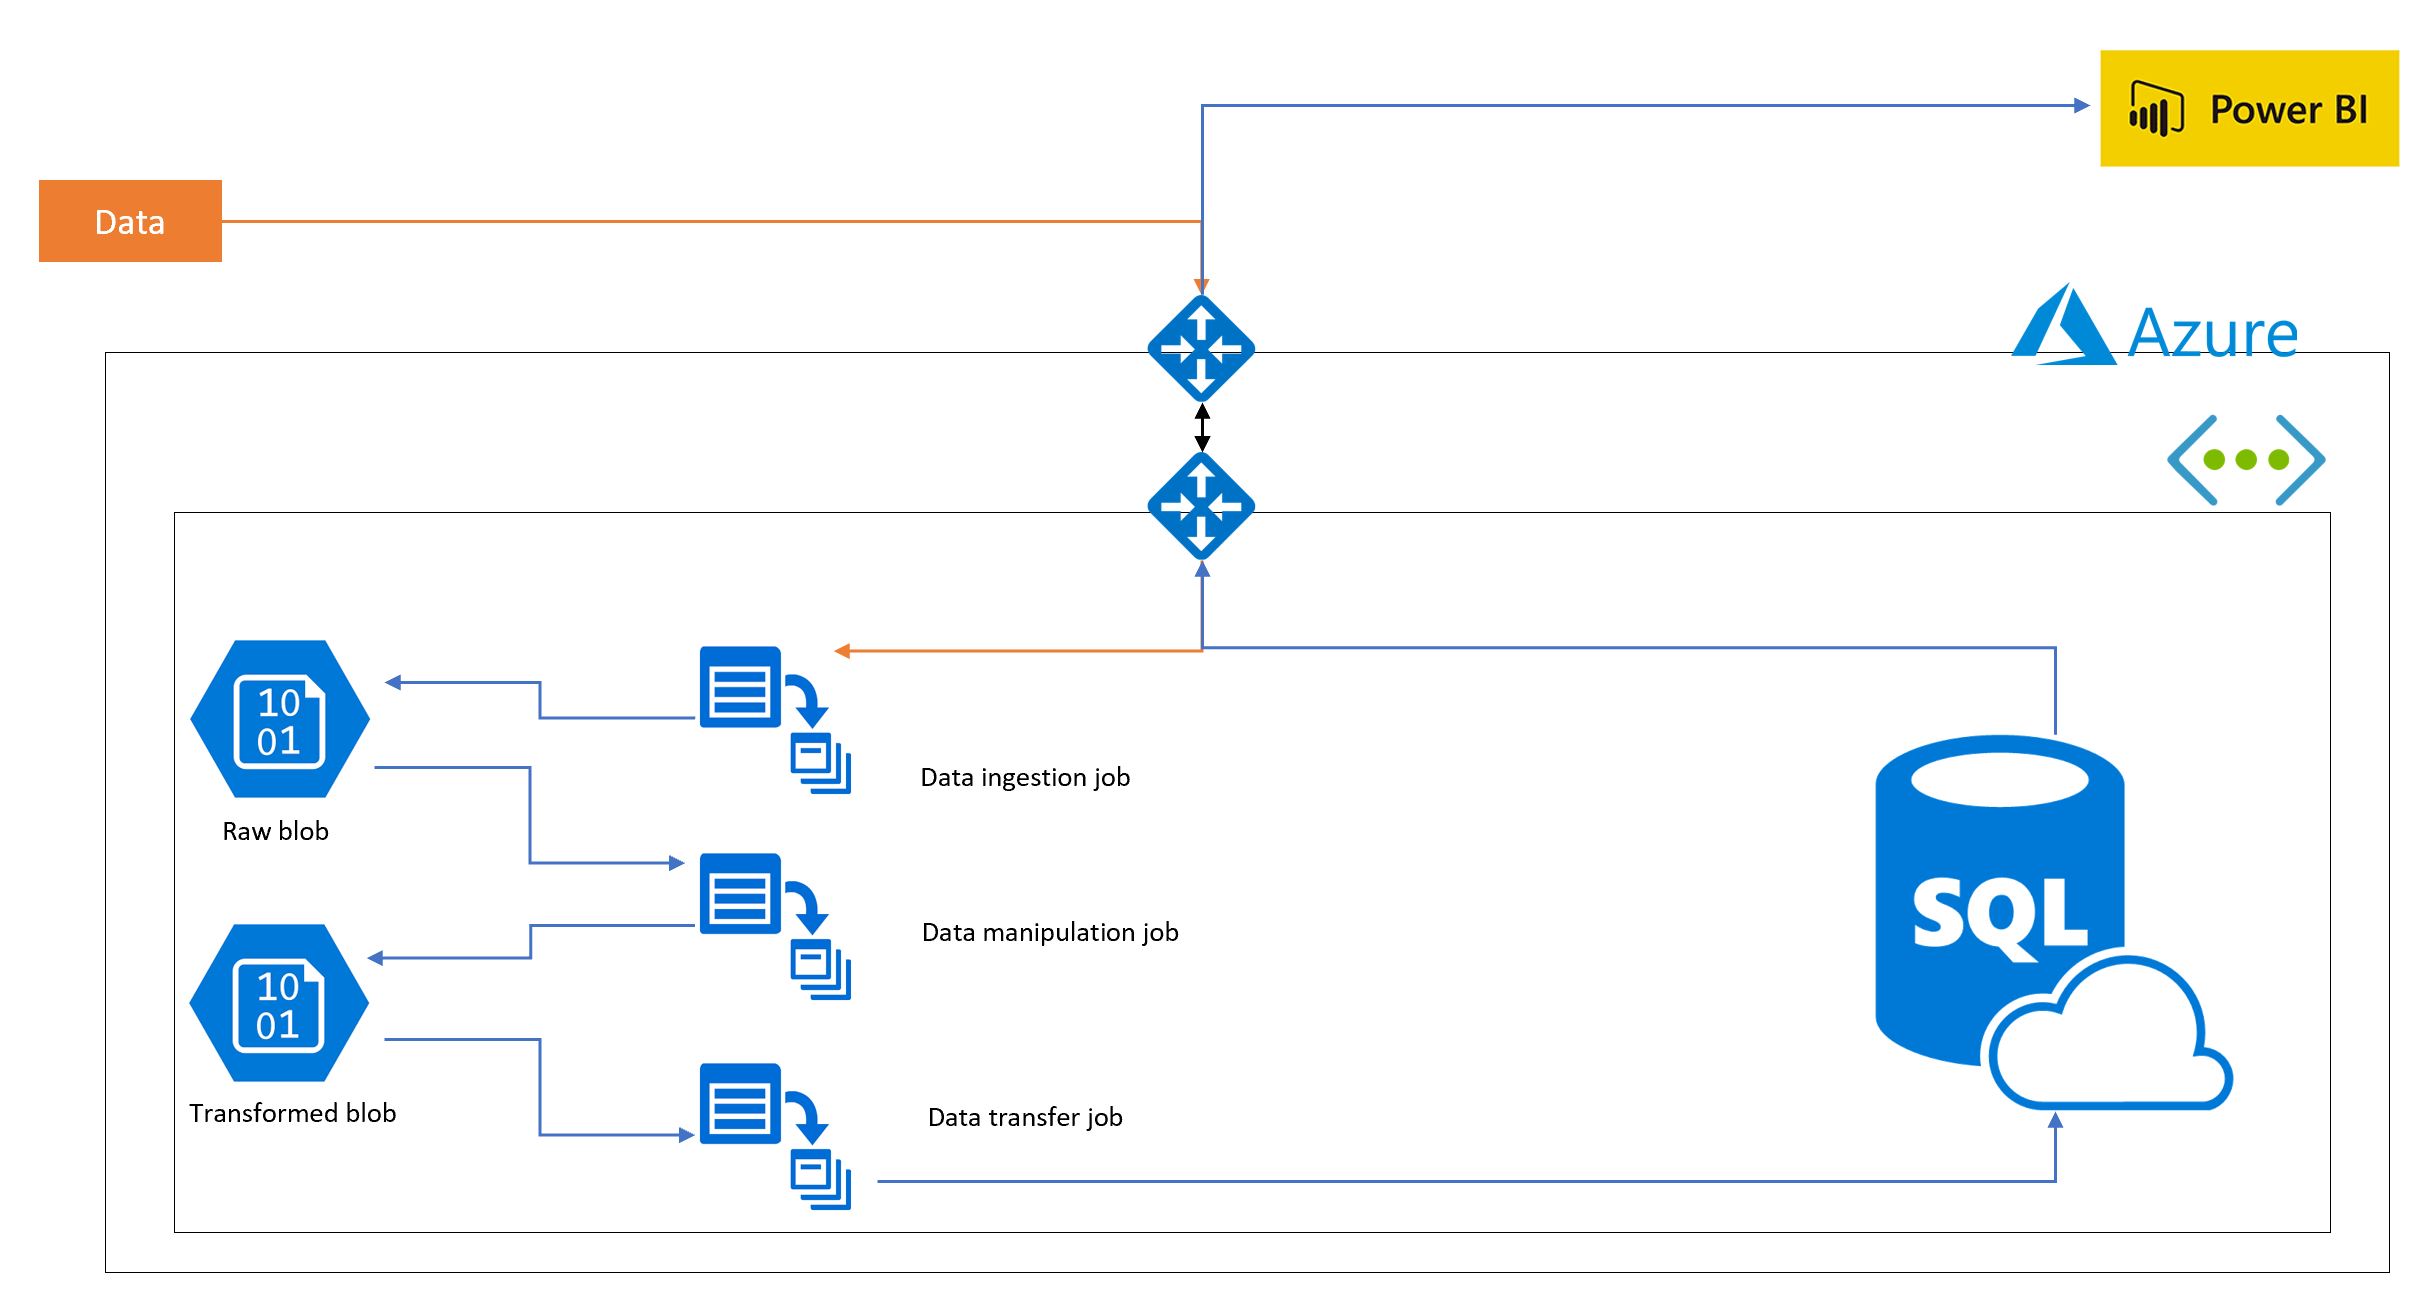 Power BI
Data
Azure
10
01
Data ingestion job
Raw blob
Data manipulation job
SQL
10
01
Transformed blob
Data transfer job